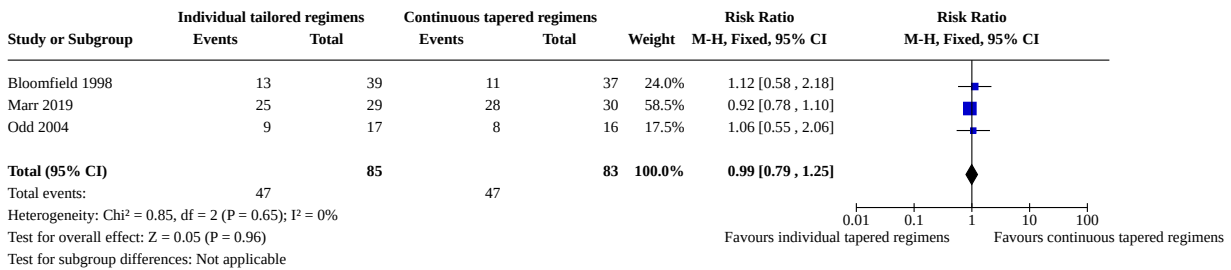 Individual tailored regimens Continuous tapered regimens Risk Ratio Risk Ratio
Study or Subgroup Events Total Events Total Weight M-H, Fixed, 95% CI M-H, Fixed, 95% CI
Bloomfield 1998 13 39 11 37 24.0% 1.12 [0.58 , 2.18]
Marr 2019 25 29 28 30 58.5% 0.92 [0.78 , 1.10]
Odd 2004 9 17 8 16 17.5% 1.06 [0.55 , 2.06]
Total (95% CI) 85 83 100.0% 0.99 [0.79 , 1.25]
Total events: 47 47
Heterogeneity: Chi² = 0.85, df = 2 (P = 0.65); I² = 0%
0.01 0.1 1 10 100
Test for overall effect: Z = 0.05 (P = 0.96) Favours individual tapered regimens Favours continuous tapered regimens
Test for subgroup differences: Not applicable